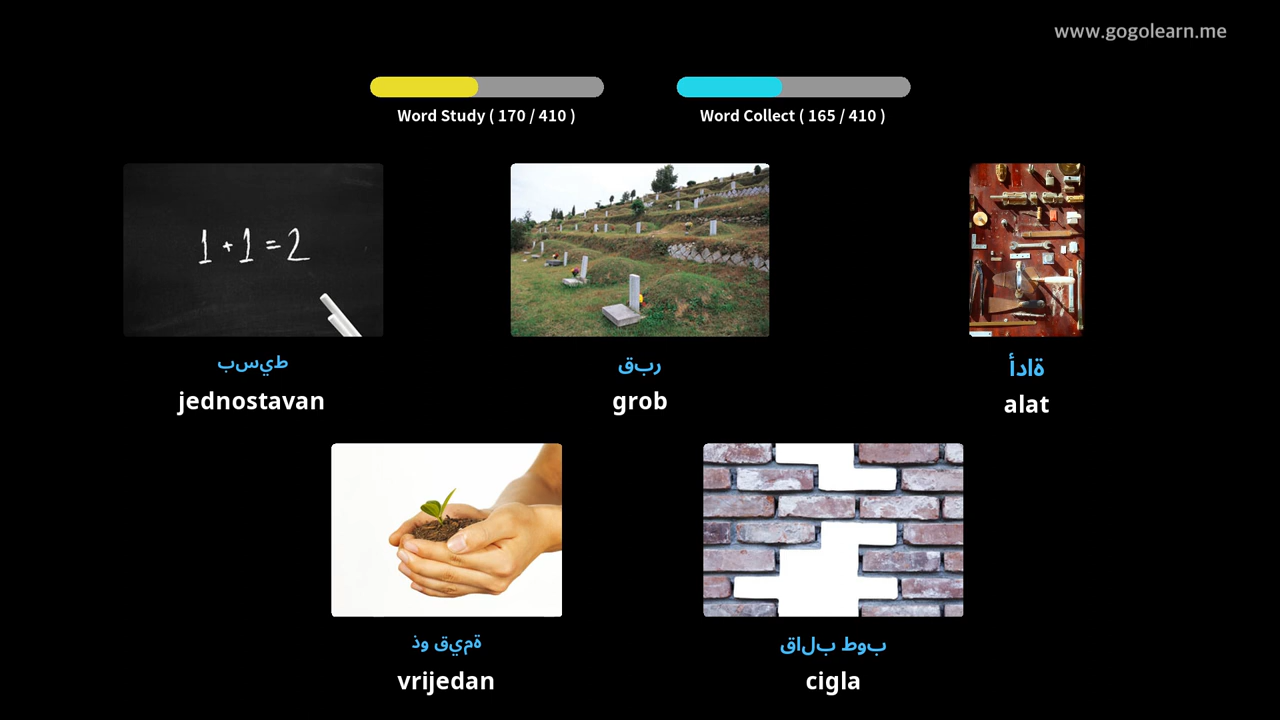 www.gogolearn.me
Word Study ( 170 / 410 )
Word Collect ( 165 / 410 )
طيسب
jednostavan
ربق
grob
ةادأ
alat
ةميق وذ
vrijedan
بوط بلاق
cigla
1 + 1 = 2